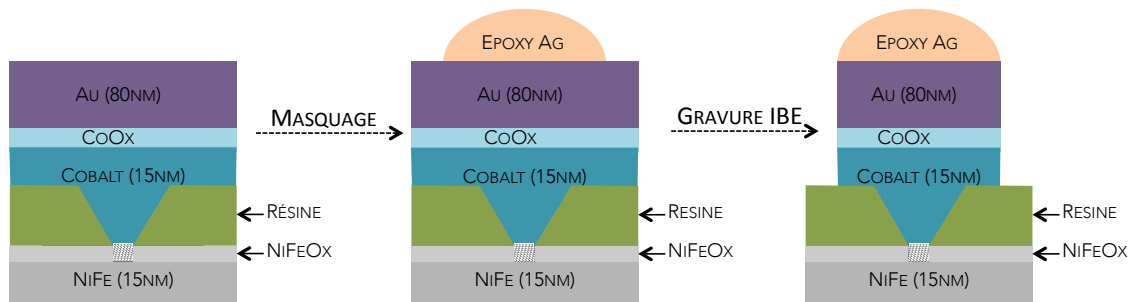 Epoxy Ag
Au (80nm)
CoOx
Cobalt (15nm)
Résine
NiFeOx
NiFe (15nm)
Masquage
Epoxy Ag
Au (80nm)
CoOx
Cobalt (15nm)
Resine
NiFeOx
NiFe (15nm)
Gravure IBE
Au (80nm)
CoOx
Cobalt (15nm)
Resine
NiFeOx
NiFe (15nm)